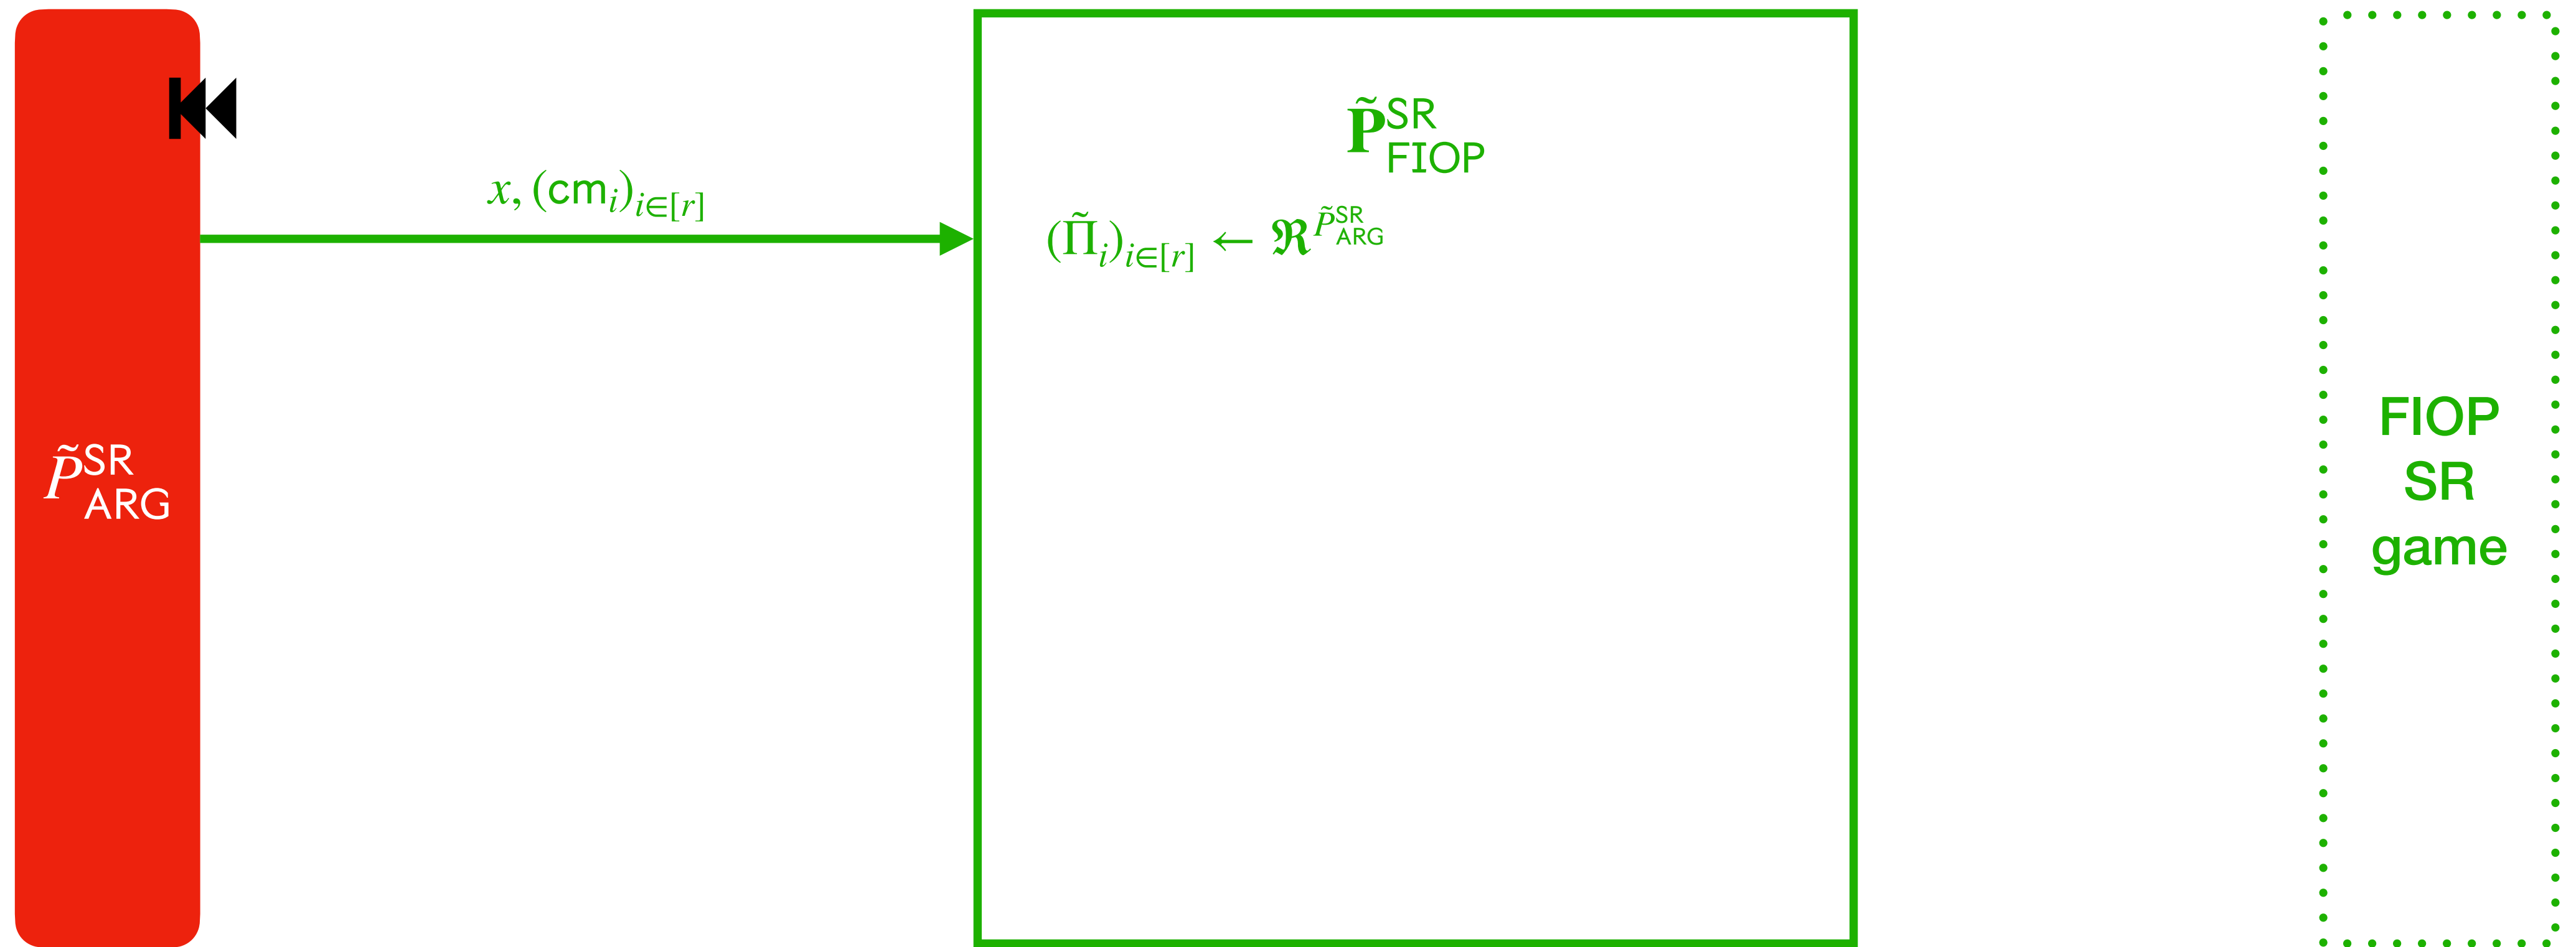 P̃^SR_ARG
x, (cm_i)_{i∈[r]}
P̃^SR_FIOP
(Π̃_i)_{i∈[r]} ← ℜ^{P̃^SR_ARG}
FIOP
SR
game